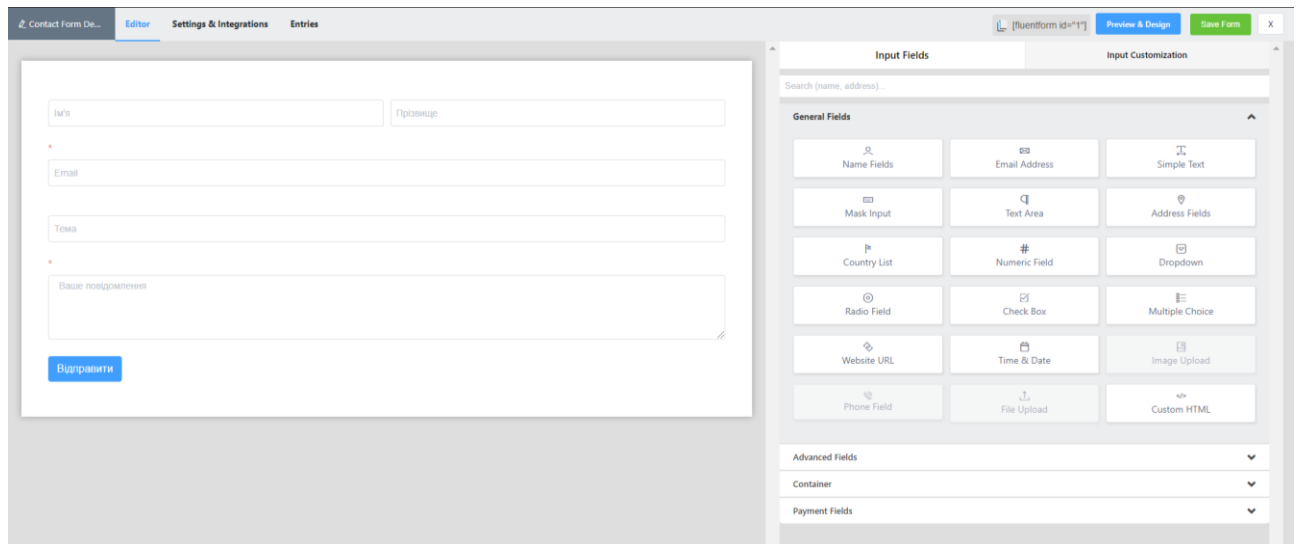 Contact Form De... Editor Settings & Integrations Entries [fluentform id="1"] Preview & Design Save Form X
Input Fields Input Customization
Search (name, address)...
General Fields
Name Fields Email Address Simple Text
Mask Input Text Area Address Fields
Country List Numeric Field Dropdown
Radio Field Check Box Multiple Choice
Website URL Time & Date Image Upload
Phone Field File Upload Custom HTML
Advanced Fields
Container
Payment Fields
Ім'я Прізвище
*
Email
Тема
*
Ваше повідомлення
Відправити